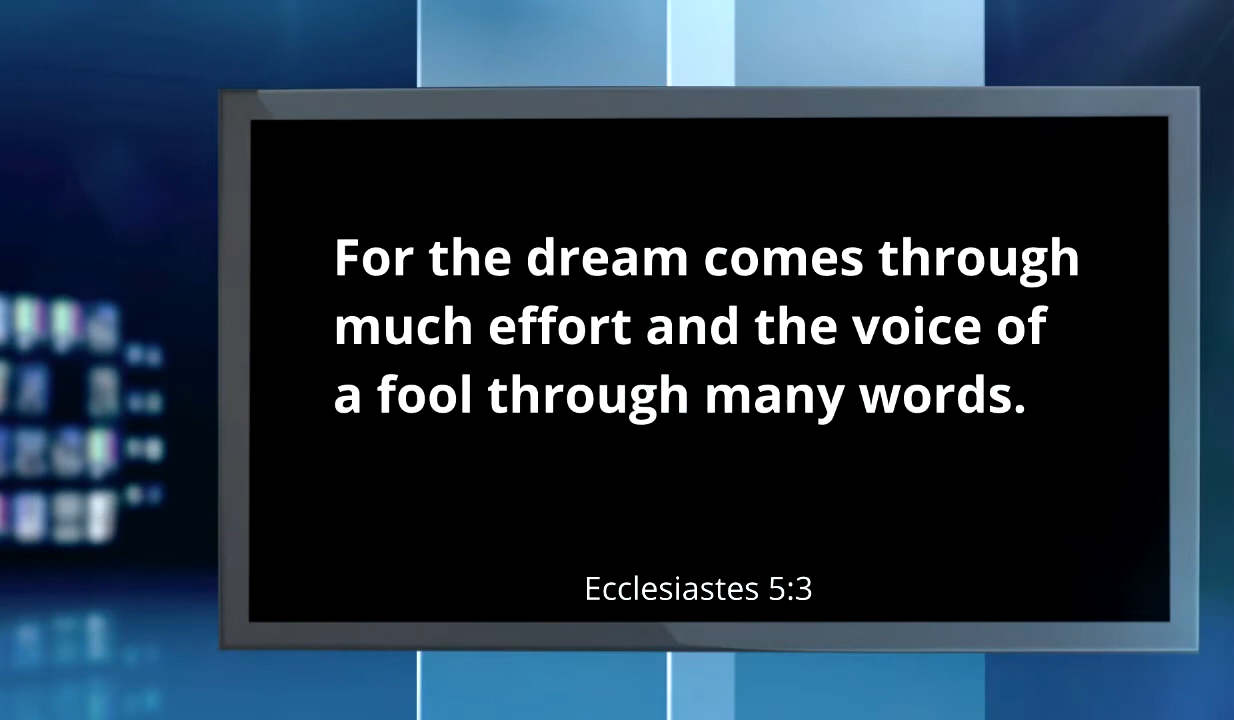 For the dream comes through
much effort and the voice of
a fool through many words.
Ecclesiastes 5:3